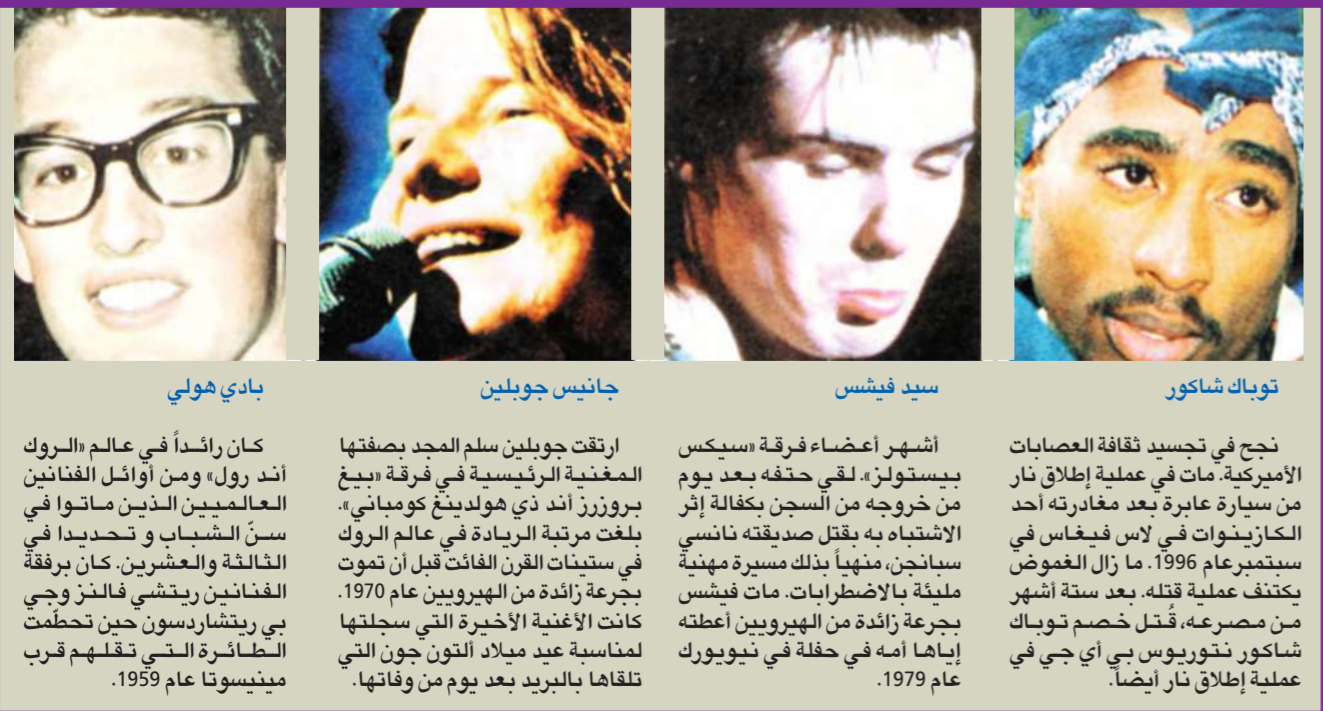 توباك شاكور
نجح في تجسيد ثقافة العصابات
الأميركية. مات في عملية إطلاق نار
من سيارة عابرة بعد مغادرته أحد
الكازينوات في لاس فيغاس في
سبتمبرعام 1996. ما زال الغموض
يكتنف عملية قتله. بعد ستة أشهر
من مصرعه، قُتل خصم توباك
شاكور نتوريوس بي أي جي في
عملية إطلاق نار أيضاً.
سيد فيشس
أشهر أعضاء فرقة «سيكس
بيستولز». لقي حتفه بعد يوم
من خروجه من السجن بكفالة إثر
الاشتباه به بقتل صديقته نانسي
سبانجن، منهياً بذلك مسيرة مهنية
مليئة بالاضطرابات. مات فيشس
بجرعة زائدة من الهيرويين أعطته
إياها أمه في حفلة في نيويورك
عام 1979.
جانيس جوبلين
ارتقت جوبلين سلم المجد بصفتها
المغنية الرئيسية في فرقة «بيغ
بروزرز أند ذي هولدينغ كومباني».
بلغت مرتبة الريادة في عالم الروك
في ستينات القرن الفائت قبل أن تموت
بجرعة زائدة من الهيرويين عام 1970.
كانت الأغنية الأخيرة التي سجلتها
لمناسبة عيد ميلاد ألتون جون التي
تلقاها بالبريد بعد يوم من وفاتها.
بادي هولي
كان رائداً في عالم «الروك
أند رول» ومن أوائل الفنانين
العالميين الذين ماتوا في
سنّ الشباب و تحديدا في
الثالثة والعشرين. كان برفقة
الفنانين ريتشي فالنز وجي
بي ريتشاردسون حين تحطّمت
الطائرة التي تقلهم قرب
مينيسوتا عام 1959.